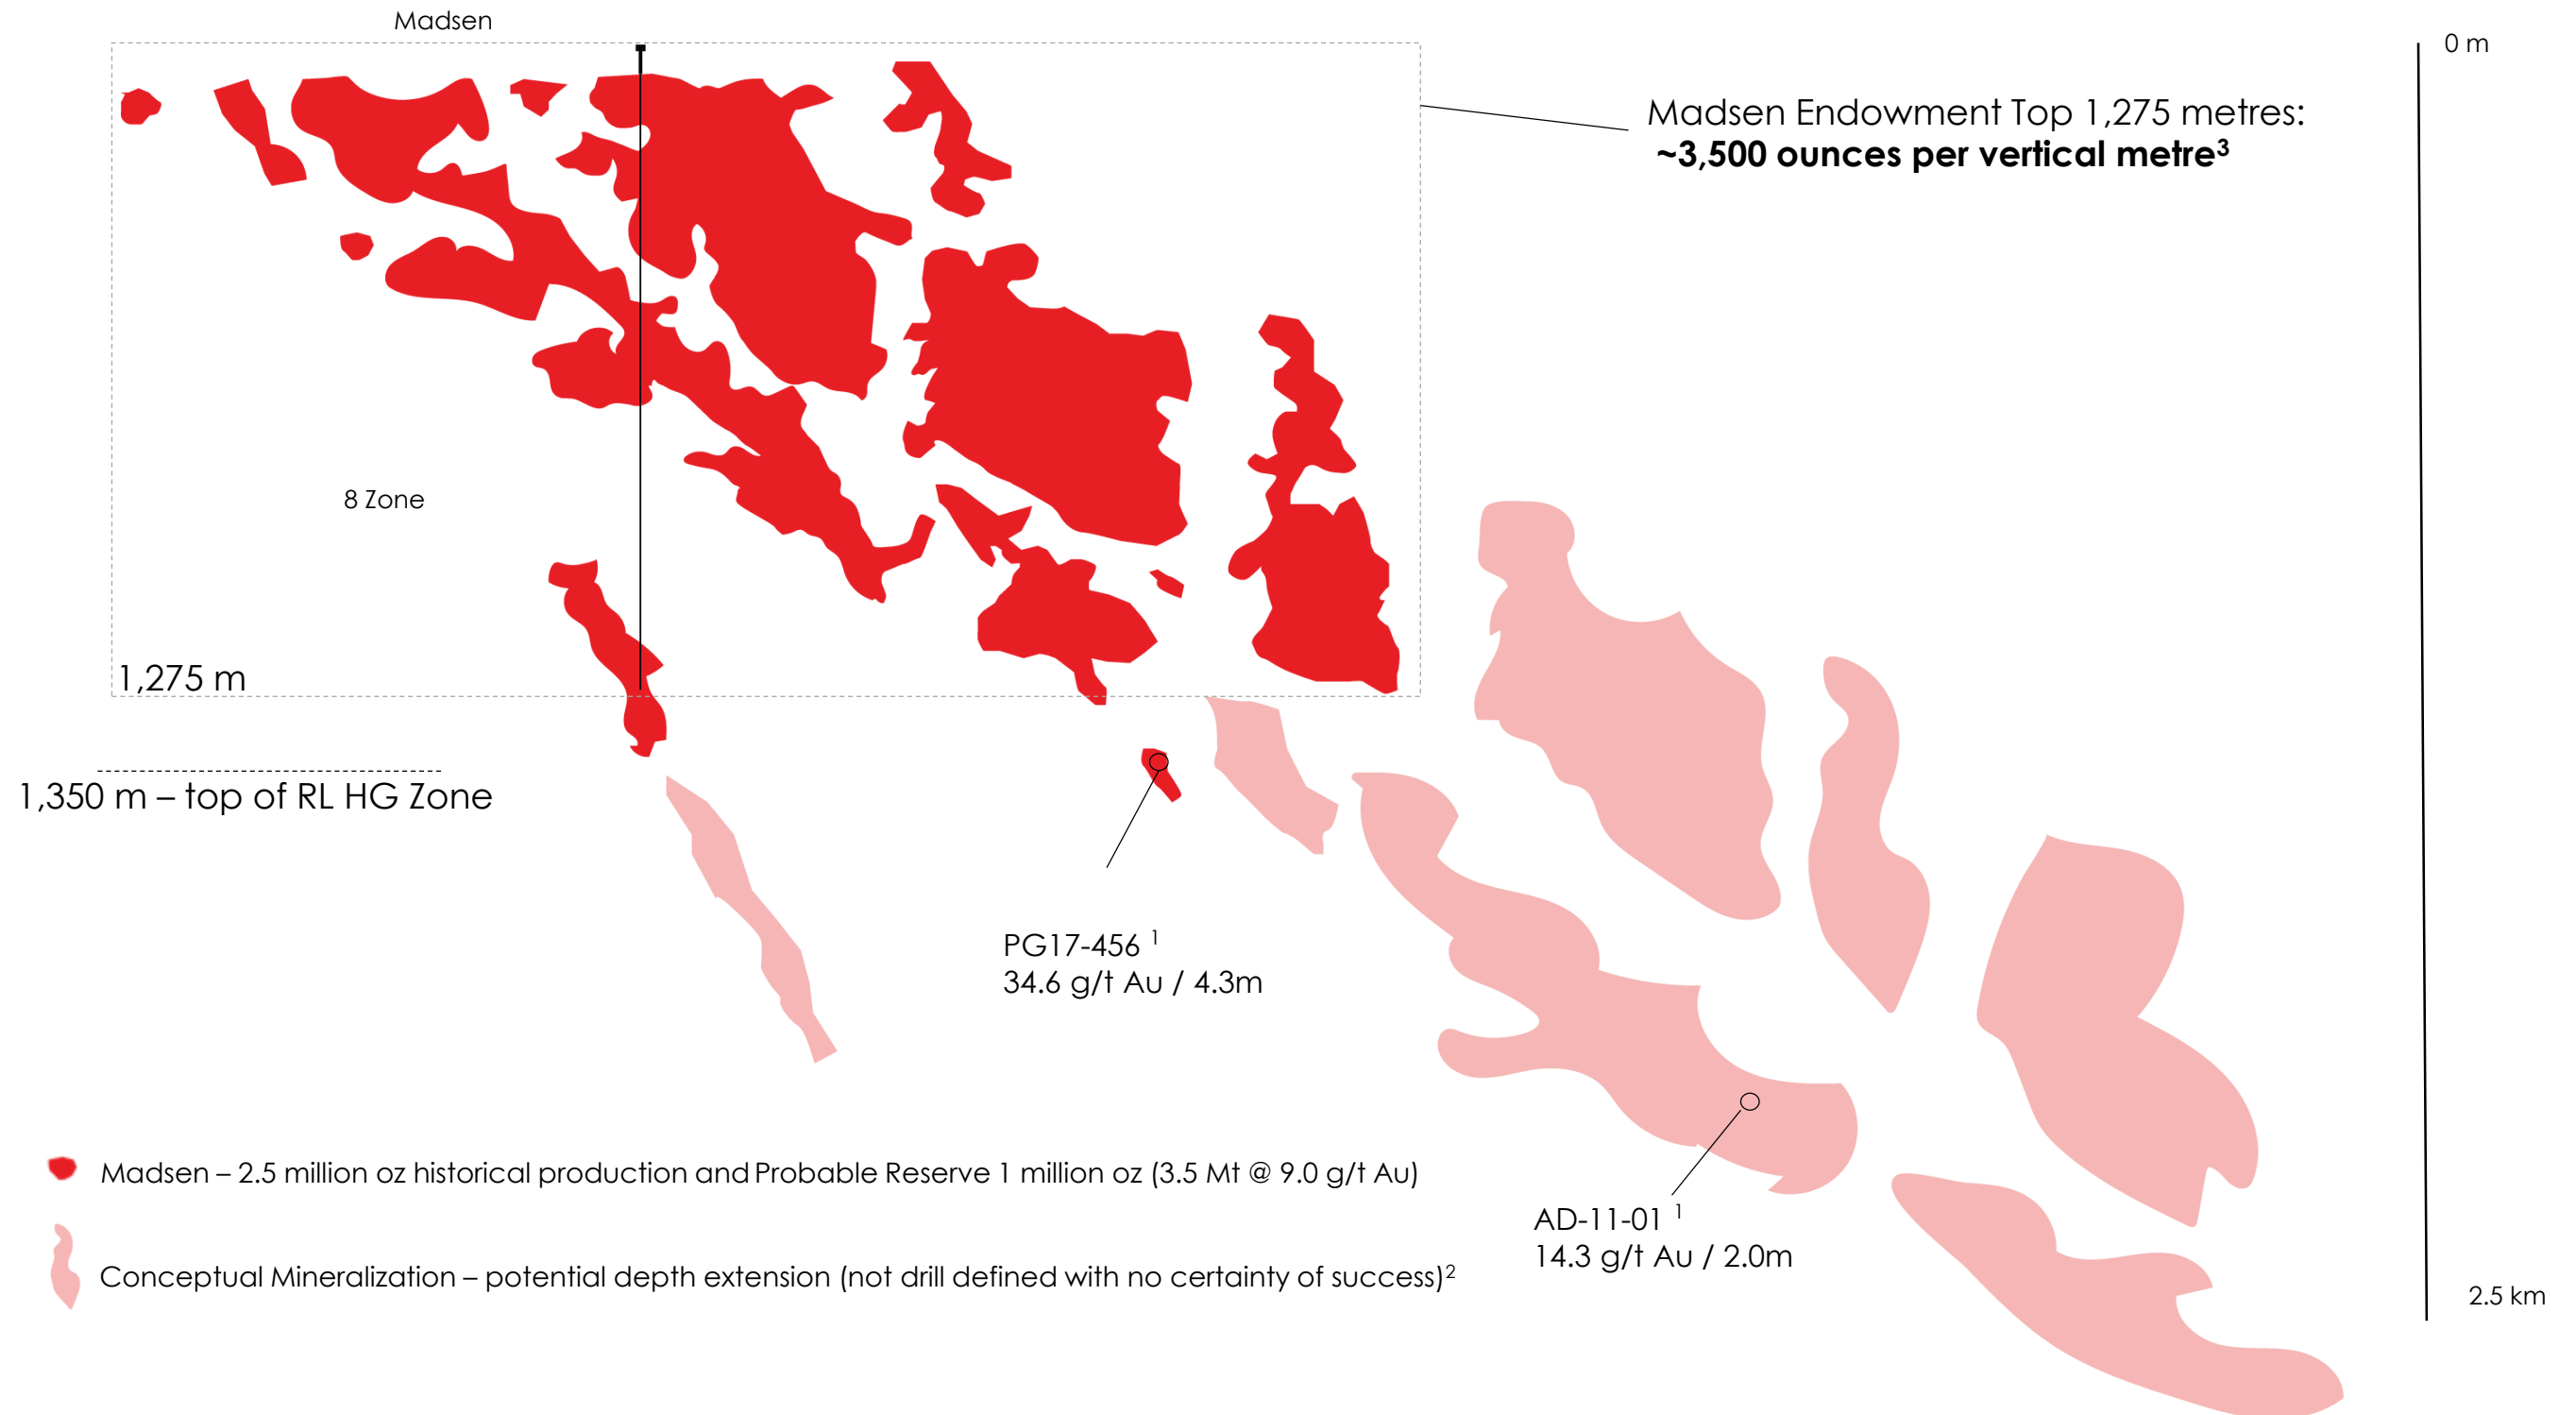 Madsen
0 m
Madsen Endowment Top 1,275 metres:
~3,500 ounces per vertical metre³
8 Zone
1,275 m
1,350 m – top of RL HG Zone
PG17-456 ¹
34.6 g/t Au / 4.3m
Madsen – 2.5 million oz historical production and Probable Reserve 1 million oz (3.5 Mt @ 9.0 g/t Au)
AD-11-01 ¹
14.3 g/t Au / 2.0m
Conceptual Mineralization – potential depth extension (not drill defined with no certainty of success)²
2.5 km